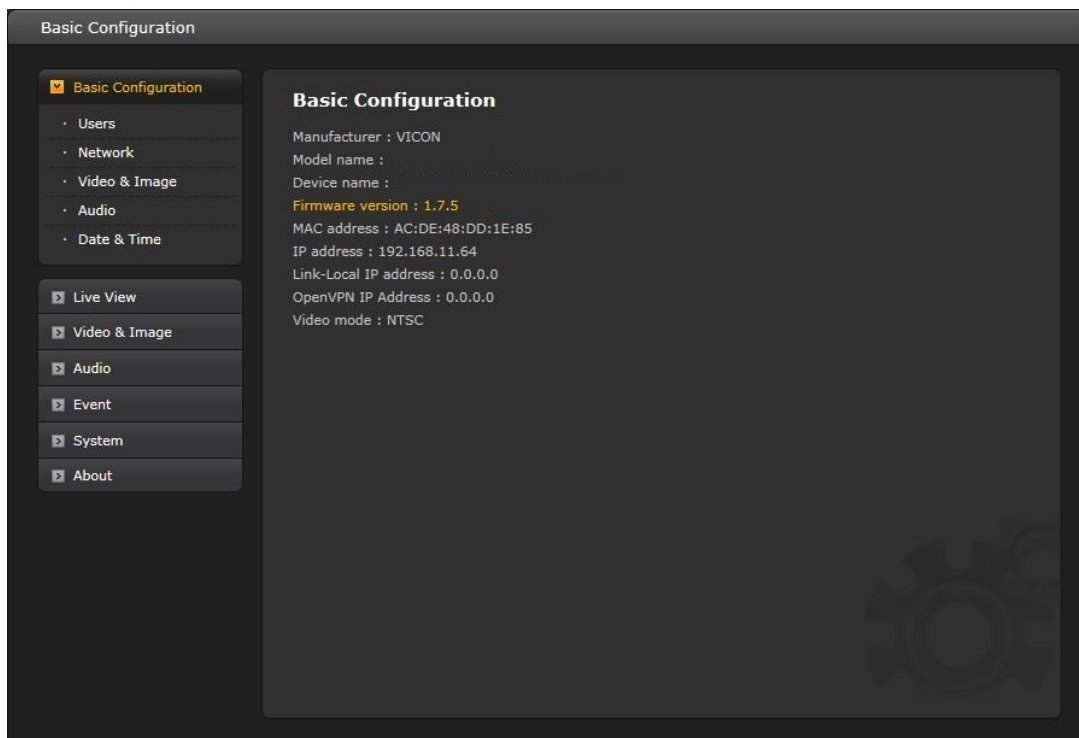 Basic Configuration
Basic Configuration
· Users
· Network
· Video & Image
· Audio
· Date & Time
Live View
Video & Image
Audio
Event
System
About
Basic Configuration
Manufacturer : VICON
Model name :
Device name :
Firmware version : 1.7.5
MAC address : AC:DE:48:DD:1E:85
IP address : 192.168.11.64
Link-Local IP address : 0.0.0.0
OpenVPN IP Address : 0.0.0.0
Video mode : NTSC